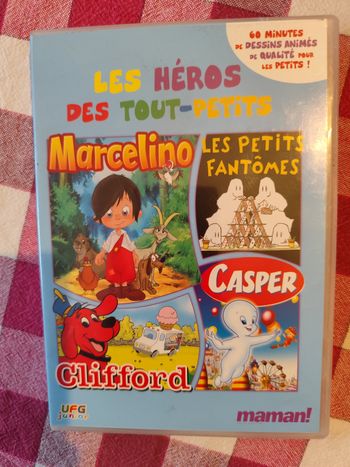 60 MINUTES
DE DESSINS ANIMÉS
DE QUALITÉ POUR
LES PETITS !
LES HÉROS
DES TOUT-PETITS
Marcelino
LES PETITS
FANTÔMES
CASPER
Clifford
UFG
junior
maman!